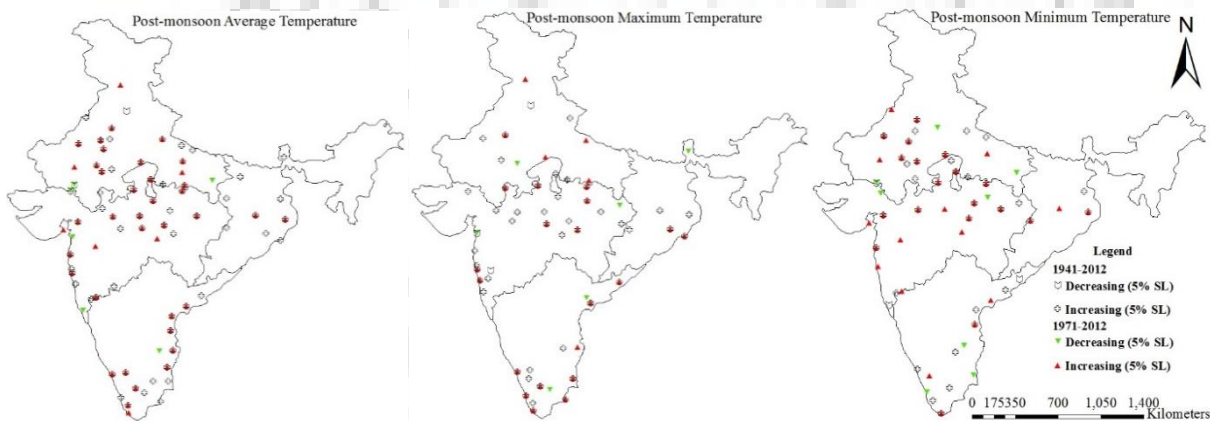 Post-monsoon Average Temperature
Post-monsoon Maximum Temperature
Post-monsoon Minimum Temperature
N
Legend
1941-2012
Decreasing (5% SL)
Increasing (5% SL)
1971-2012
Decreasing (5% SL)
Increasing (5% SL)
0 175350 700 1,050 1,400
Kilometers